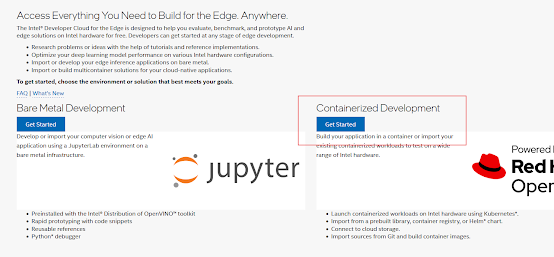 Access Everything You Need to Build for the Edge. Anywhere.
The Intel® Developer Cloud for the Edge is designed to help you evaluate, benchmark, and prototype AI and
edge solutions on Intel hardware for free. Developers can get started at any stage of edge development.
• Research problems or ideas with the help of tutorials and reference implementations.
• Optimize your deep learning model performance on various Intel hardware configurations.
• Import or develop your edge inference applications on bare metal.
• Import or build multicontainer solutions for your cloud-native applications.
To get started, choose the environment or solution that best meets your goals.
FAQ | What's New
Bare Metal Development
Get Started
Develop or import your computer vision or edge AI
application using a JupyterLab environment on a
bare metal infrastructure.
jupyter
• Preinstalled with the Intel® Distribution of OpenVINO™ toolkit
• Rapid prototyping with code snippets
• Reusable references
• Python* debugger
Containerized Development
Get Started
Build your application in a container or import your
existing containerized workloads to test on a wide
range of Intel hardware.
Powered
Red H
Open
• Launch containerized workloads on Intel hardware using Kubernetes*.
• Import from a prebuilt library, container registry, or Helm* chart.
• Connect to cloud storage.
• Import sources from Git and build container images.